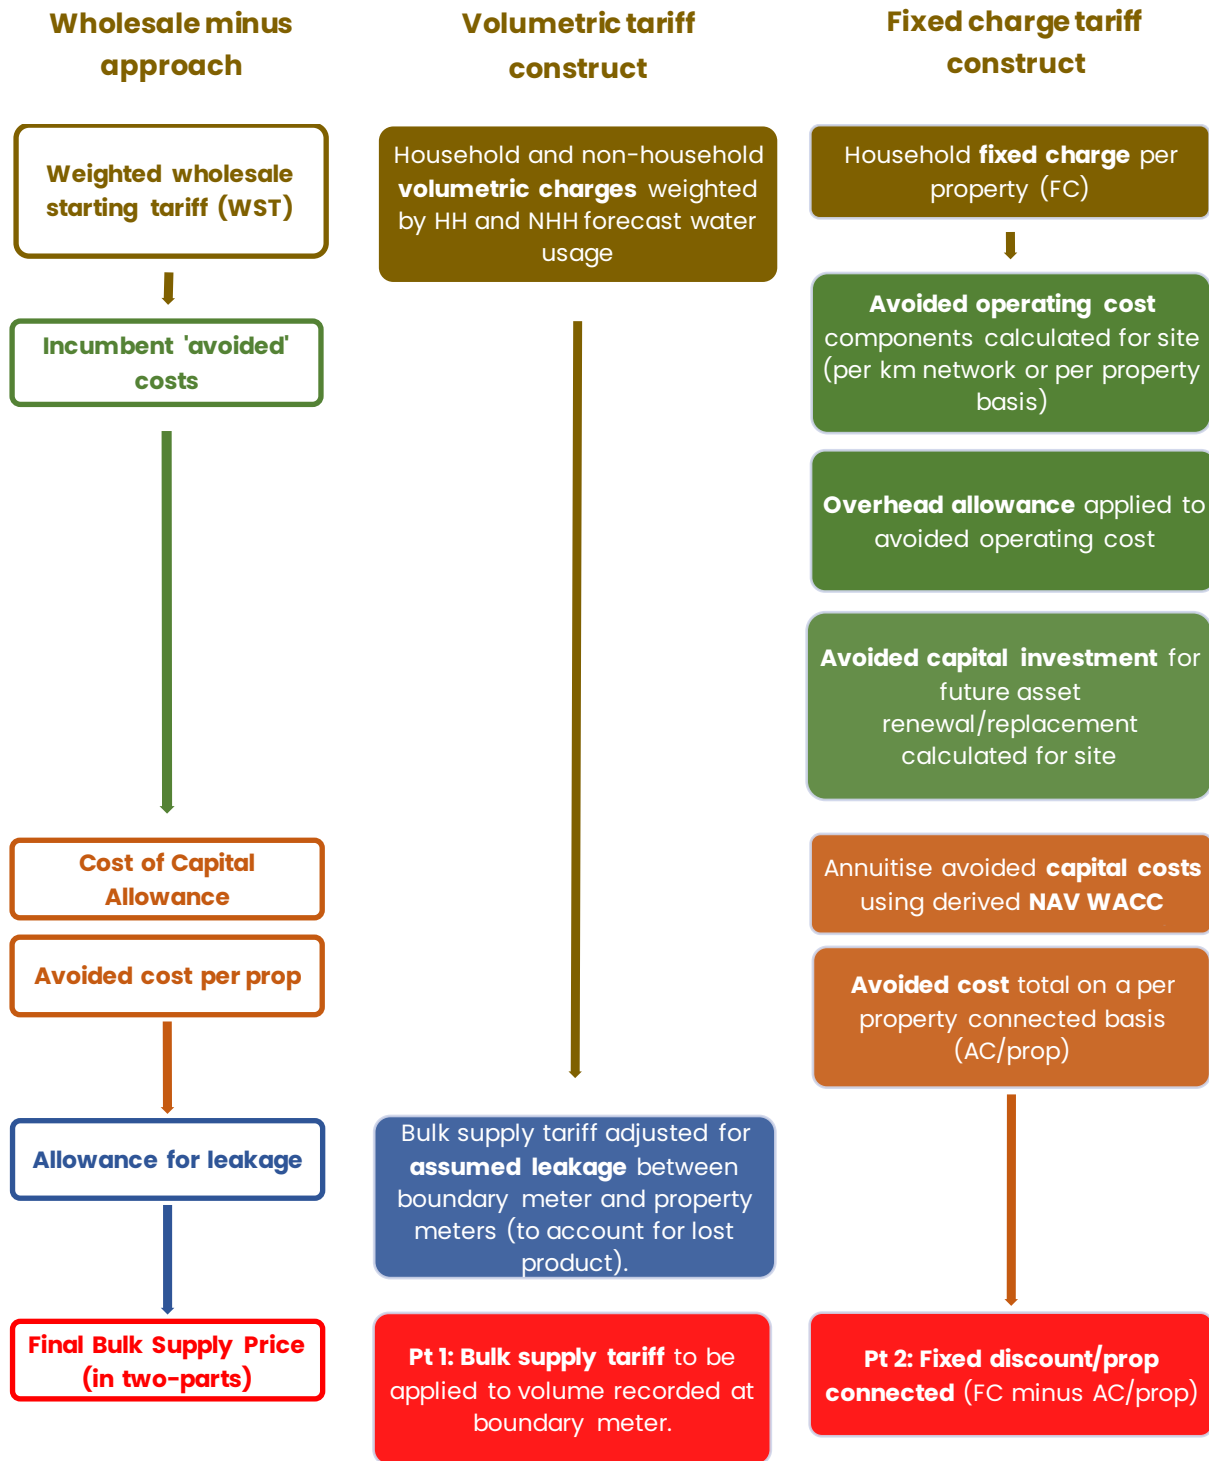 Wholesale minus
approach
Volumetric tariff
construct
Fixed charge tariff
construct
Weighted wholesale
starting tariff (WST)
Household and non-household
volumetric charges weighted
by HH and NHH forecast water
usage
Household fixed charge per
property (FC)
Incumbent 'avoided'
costs
Avoided operating cost
components calculated for site
(per km network or per property
basis)
Overhead allowance applied to
avoided operating cost
Avoided capital investment for
future asset
renewal/replacement
calculated for site
Cost of Capital
Allowance
Annuitise avoided capital costs
using derived NAV WACC
Avoided cost per prop
Avoided cost total on a per
property connected basis
(AC/prop)
Allowance for leakage
Bulk supply tariff adjusted for
assumed leakage between
boundary meter and property
meters (to account for lost
product).
Final Bulk Supply Price
(in two-parts)
Pt 1: Bulk supply tariff to be
applied to volume recorded at
boundary meter.
Pt 2: Fixed discount/prop
connected (FC minus AC/prop)